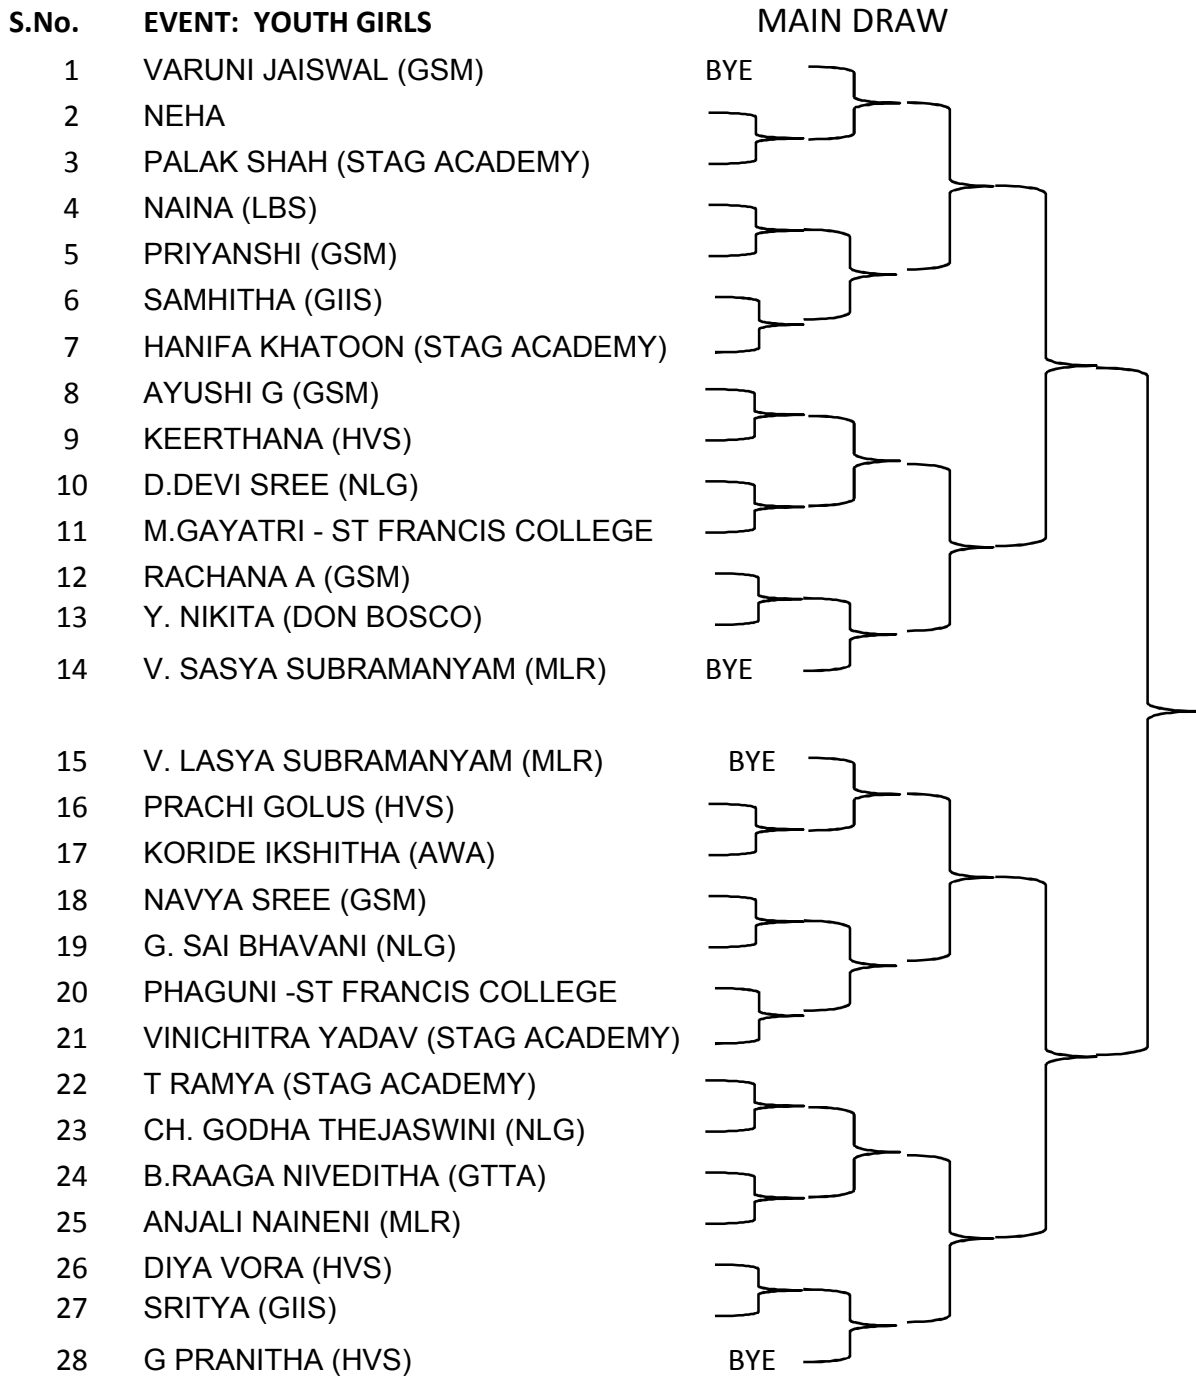 S.No. EVENT: YOUTH GIRLS MAIN DRAW
1 VARUNI JAISWAL (GSM) BYE
2 NEHA
3 PALAK SHAH (STAG ACADEMY)
4 NAINA (LBS)
5 PRIYANSHI (GSM)
6 SAMHITHA (GIIS)
7 HANIFA KHATOON (STAG ACADEMY)
8 AYUSHI G (GSM)
9 KEERTHANA (HVS)
10 D.DEVI SREE (NLG)
11 M.GAYATRI - ST FRANCIS COLLEGE
12 RACHANA A (GSM)
13 Y. NIKITA (DON BOSCO)
14 V. SASYA SUBRAMANYAM (MLR) BYE
15 V. LASYA SUBRAMANYAM (MLR) BYE
16 PRACHI GOLUS (HVS)
17 KORIDE IKSHITHA (AWA)
18 NAVYA SREE (GSM)
19 G. SAI BHAVANI (NLG)
20 PHAGUNI -ST FRANCIS COLLEGE
21 VINICHITRA YADAV (STAG ACADEMY)
22 T RAMYA (STAG ACADEMY)
23 CH. GODHA THEJASWINI (NLG)
24 B.RAAGA NIVEDITHA (GTTA)
25 ANJALI NAINENI (MLR)
26 DIYA VORA (HVS)
27 SRITYA (GIIS)
28 G PRANITHA (HVS) BYE